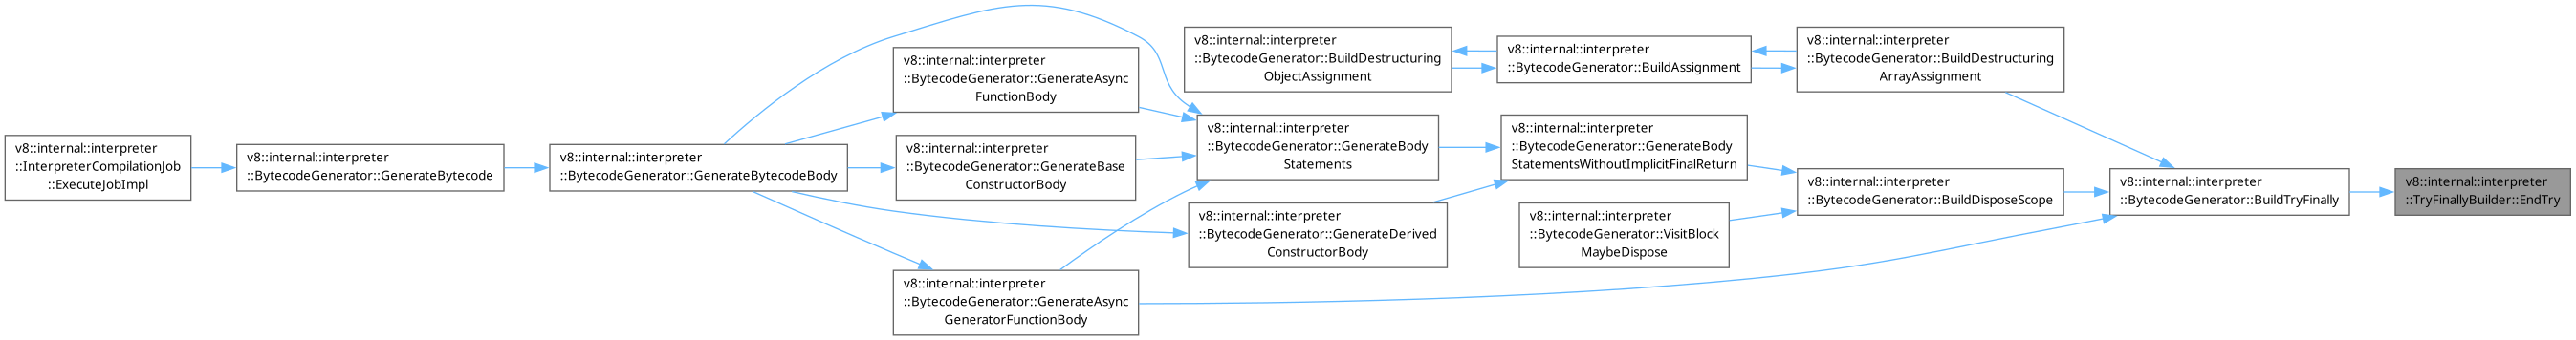 v8::internal::interpreter
::InterpreterCompilationJob
::ExecuteJobImpl
v8::internal::interpreter
::BytecodeGenerator::GenerateBytecode
v8::internal::interpreter
::BytecodeGenerator::GenerateBytecodeBody
v8::internal::interpreter
::BytecodeGenerator::GenerateAsync
FunctionBody
v8::internal::interpreter
::BytecodeGenerator::GenerateBase
ConstructorBody
v8::internal::interpreter
::BytecodeGenerator::GenerateAsync
GeneratorFunctionBody
v8::internal::interpreter
::BytecodeGenerator::BuildDestructuring
ObjectAssignment
v8::internal::interpreter
::BytecodeGenerator::GenerateBody
Statements
v8::internal::interpreter
::BytecodeGenerator::GenerateDerived
ConstructorBody
v8::internal::interpreter
::BytecodeGenerator::BuildAssignment
v8::internal::interpreter
::BytecodeGenerator::GenerateBody
StatementsWithoutImplicitFinalReturn
v8::internal::interpreter
::BytecodeGenerator::VisitBlock
MaybeDispose
v8::internal::interpreter
::BytecodeGenerator::BuildDestructuring
ArrayAssignment
v8::internal::interpreter
::BytecodeGenerator::BuildDisposeScope
v8::internal::interpreter
::BytecodeGenerator::BuildTryFinally
v8::internal::interpreter
::TryFinallyBuilder::EndTry